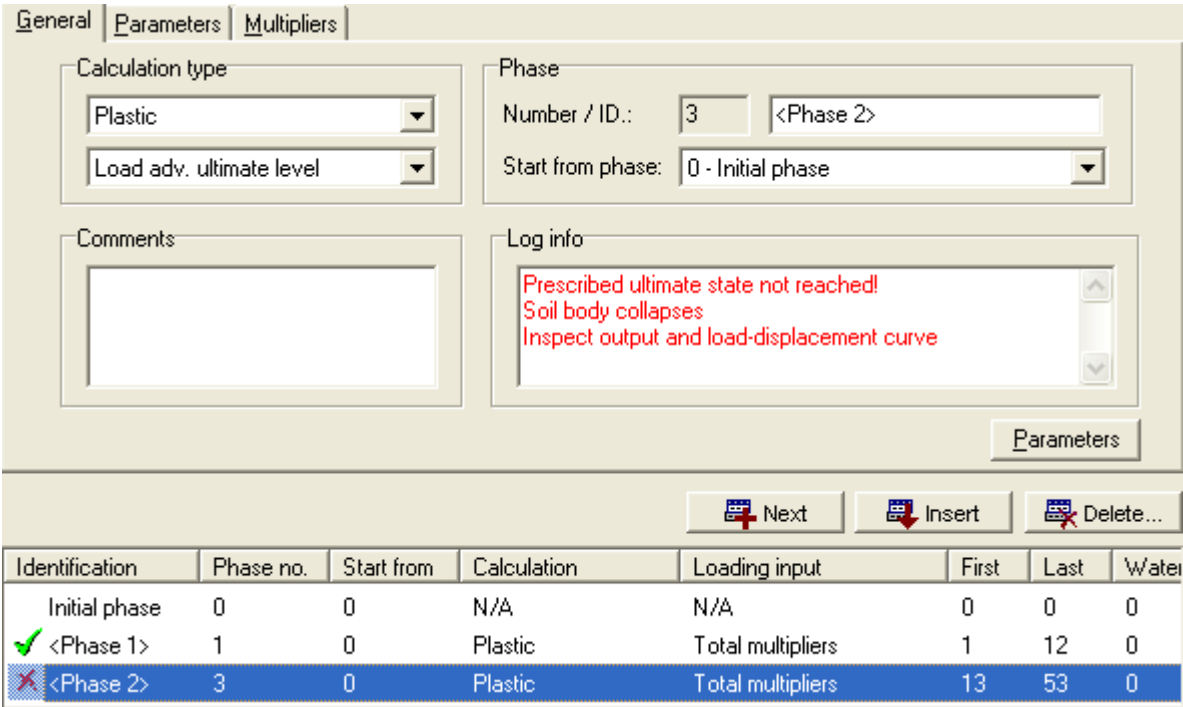 General Parameters Multipliers
Calculation type
Plastic
Load adv. ultimate level
Phase
Number / ID.: 3 <Phase 2>
Start from phase: 0 - Initial phase
Comments
Log info
Prescribed ultimate state not reached!
Soil body collapses
Inspect output and load-displacement curve
Parameters
Next Insert Delete...
Identification Phase no. Start from Calculation Loading input First Last Water
Initial phase 0 0 N/A N/A 0 0 0
<Phase 1> 1 0 Plastic Total multipliers 1 12 0
<Phase 2> 3 0 Plastic Total multipliers 13 53 0